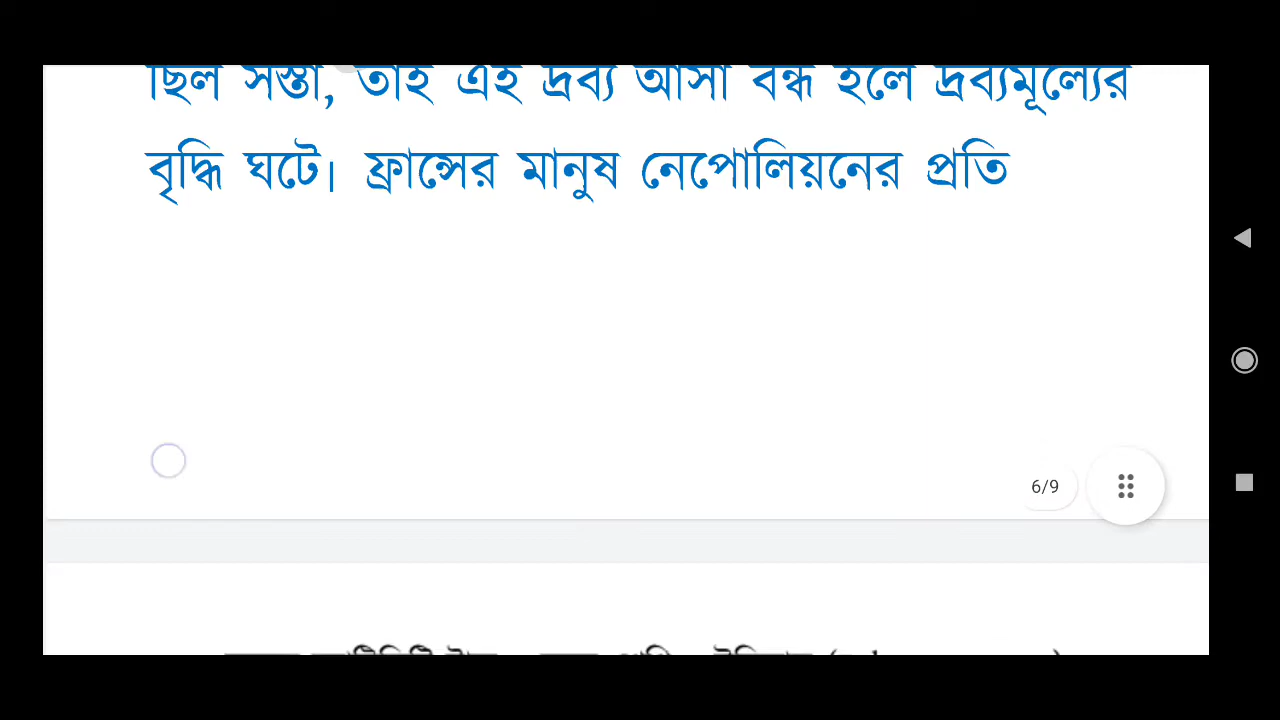 ছিল সস্তা, তাই এই দ্রব্য আসা বন্ধ হলে দ্রব্যমূল্যের
বৃদ্ধি ঘটে। ফ্রান্সের মানুষ নেপোলিয়নের প্রতি
6/9